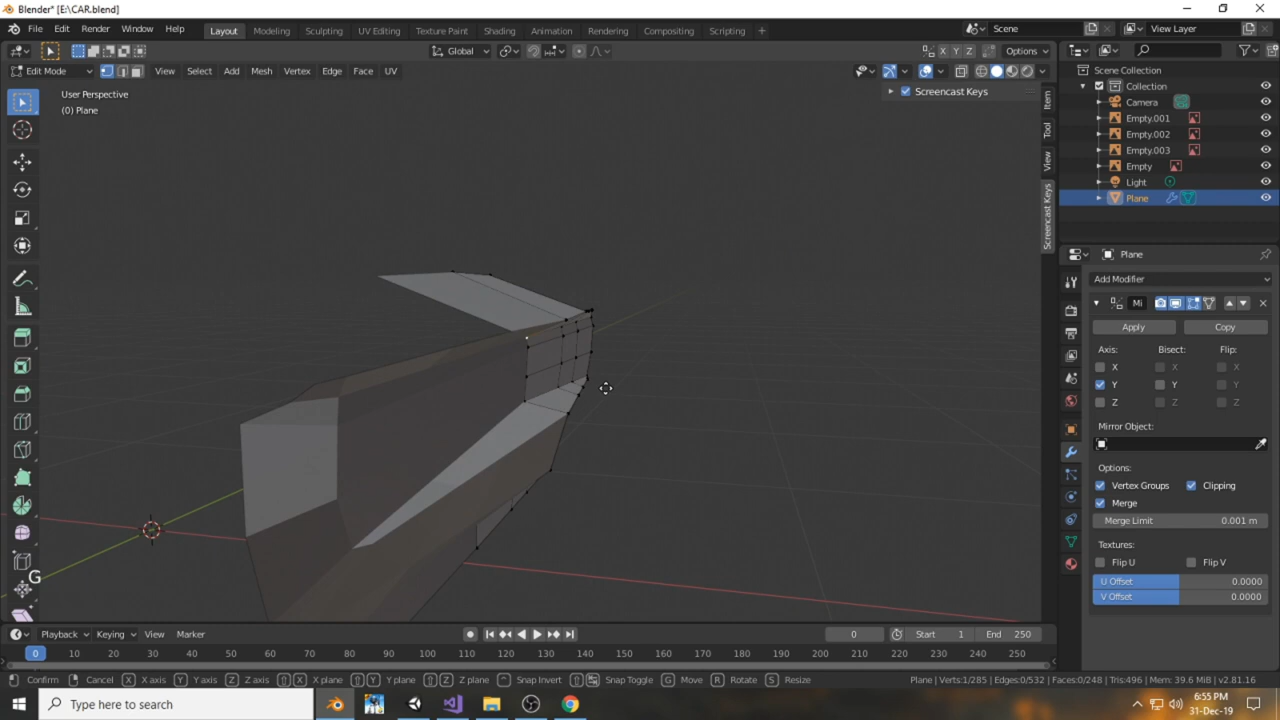 Blender* [E:\CAR.blend]
File Edit Render Window Help Layout Modeling Sculpting UV Editing Texture Paint Shading Animation Rendering Compositing Scripting + Scene View Layer
Global X Y Z Options
Edit Mode View Select Add Mesh Vertex Edge Face UV
User Perspective
(0) Plane
Screencast Keys
Item
Tool
View
Screencast Keys
G
Scene Collection
Collection
Camera
Empty.001
Empty.002
Empty.003
Empty
Light
Plane
Plane
Add Modifier
Mi
Apply Copy
Axis: Bisect: Flip:
X X X
Y Y Y
Z Z Z
Mirror Object:
Options:
Vertex Groups Clipping
Merge
Merge Limit 0.001 m
Textures:
Flip U Flip V
U Offset 0.0000
V Offset 0.0000
Playback Keying View Marker 0 Start 1 End 250
0 10 20 30 40 50 60 70 80 90 100 110 120 130 140 150 160 170 180 190 200 210 220 230 240 250
Confirm Cancel X X axis Y Y axis Z Z axis X X plane Y Y plane Z Z plane Snap Invert Snap Toggle G Move R Rotate S Resize Plane | Verts:1/285 | Edges:0/532 | Faces:0/248 | Tris:496 | Mem: 39.6 MiB | v2.81.16
Type here to search
6:55 PM
31-Dec-19